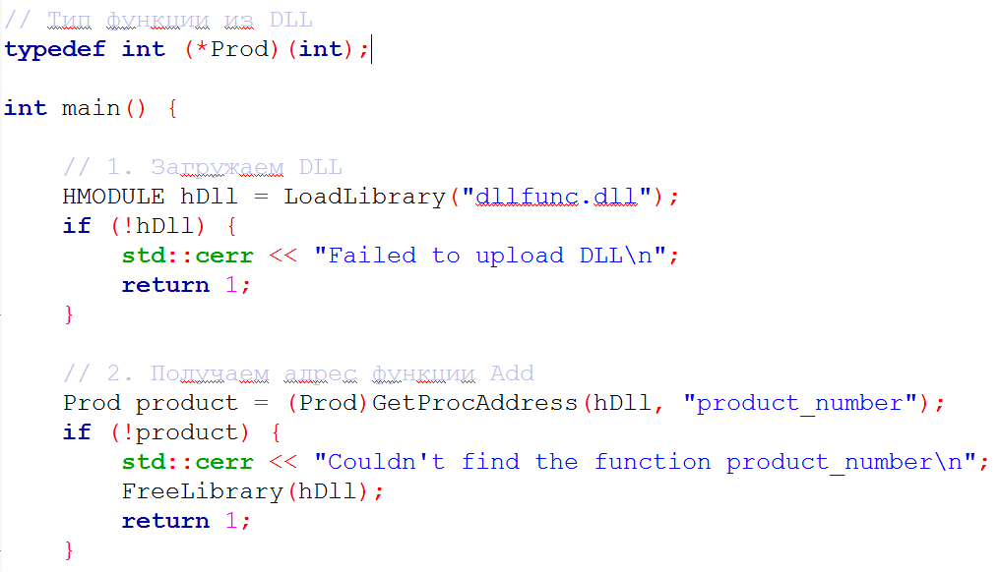 // Тип функции из DLL
typedef int (*Prod)(int);
int main() {
// 1. Загружаем DLL
HMODULE hDll = LoadLibrary("dllfunc.dll");
if (!hDll) {
std::cerr << "Failed to upload DLL\n";
return 1;
}
// 2. Получаем адрес функции Add
Prod product = (Prod)GetProcAddress(hDll, "product_number");
if (!product) {
std::cerr << "Couldn't find the function product_number\n";
FreeLibrary(hDll);
return 1;
}